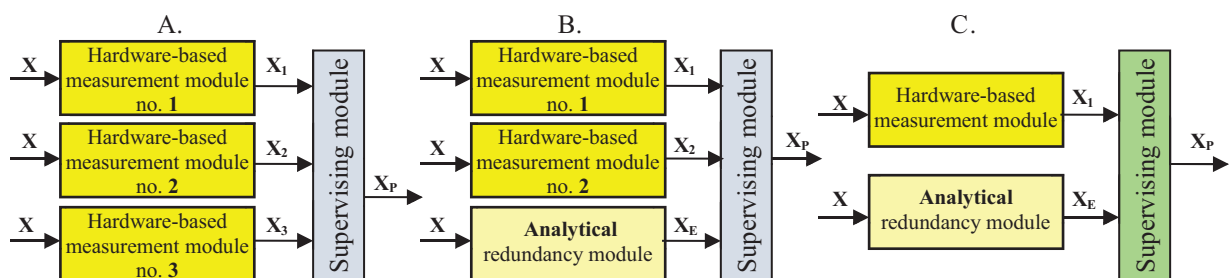 A.
X
Hardware-based
measurement module
no. 1
X1
X
Hardware-based
measurement module
no. 2
X2
X
Hardware-based
measurement module
no. 3
X3
Supervising module
XP
B.
X
Hardware-based
measurement module
no. 1
X1
X
Hardware-based
measurement module
no. 2
X2
X
Analytical
redundancy module
XE
Supervising module
XP
C.
X
Hardware-based
measurement module
X1
X
Analytical
redundancy module
XE
Supervising module
XP